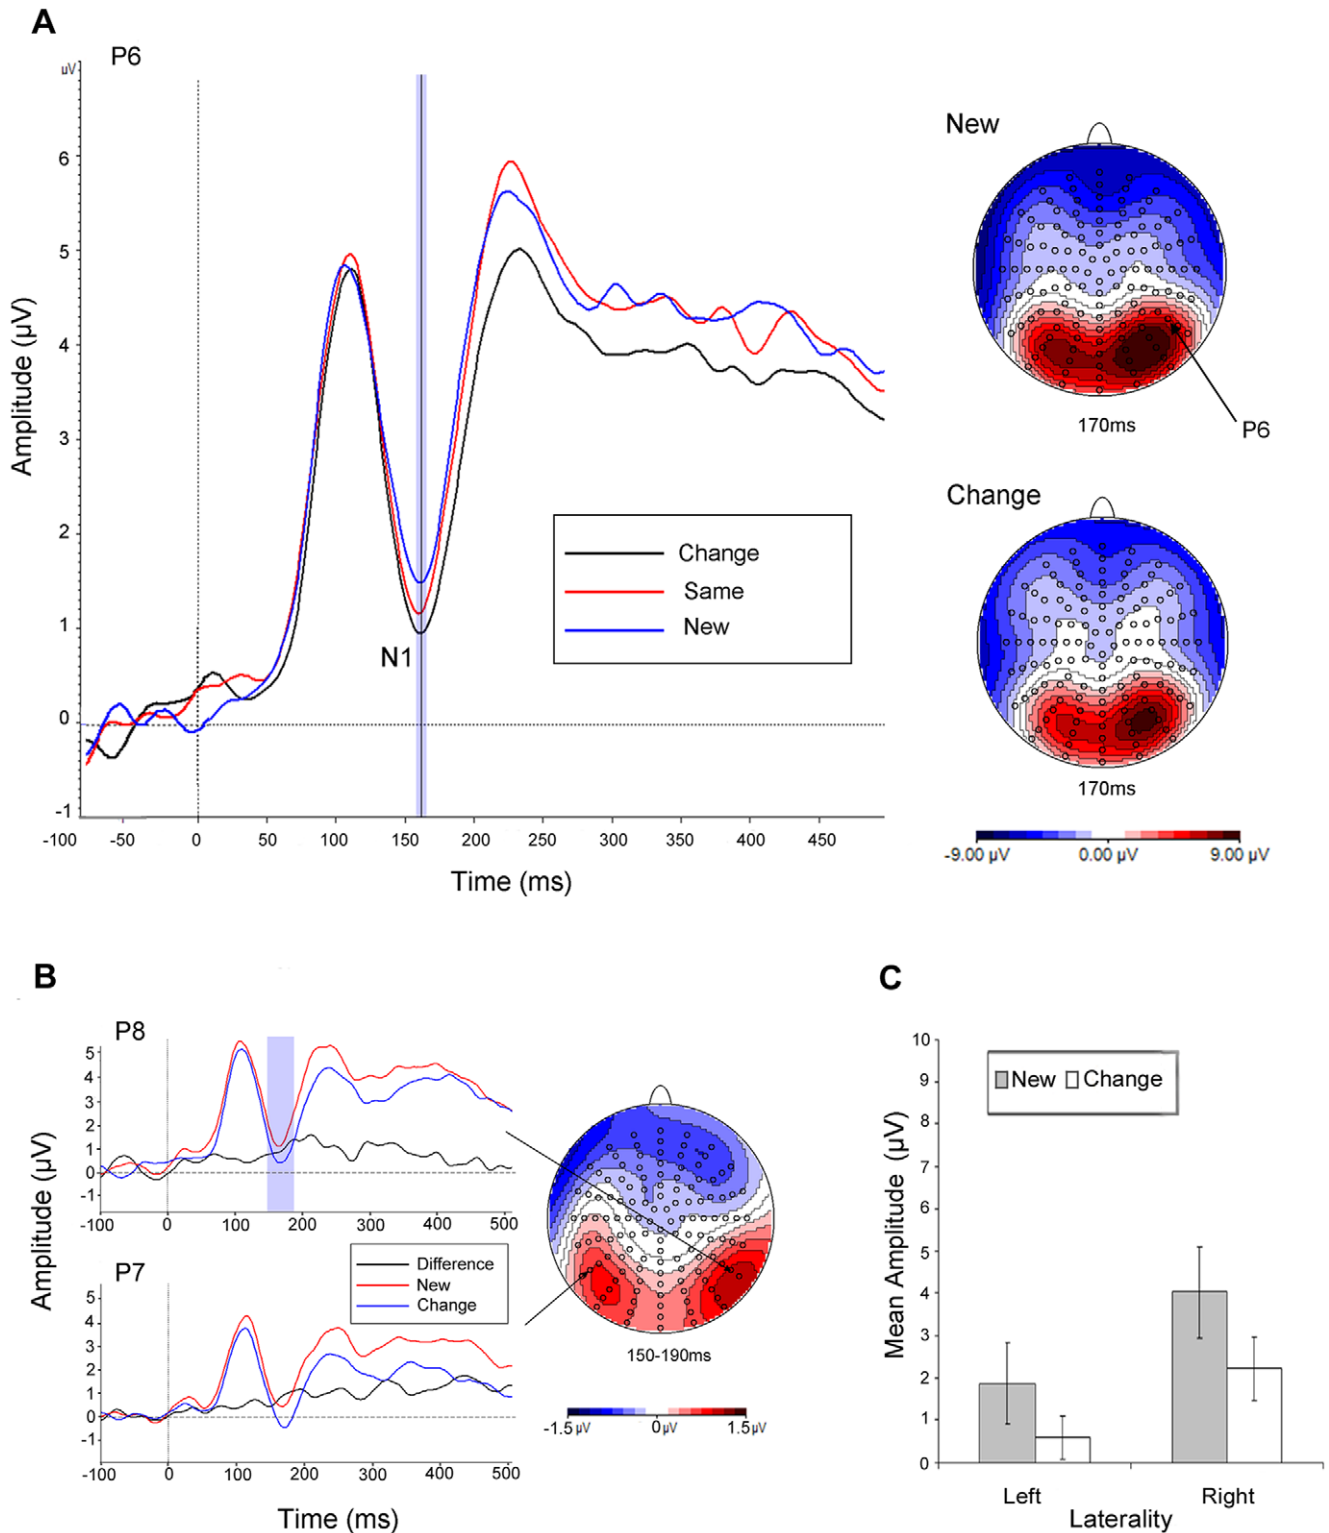 A
P6
µV
6
5
4
3
2
1
0
-1
Amplitude (µV)
N1
Change
Same
New
-100 -50 0 50 100 150 200 250 300 350 400 450
Time (ms)
New
170ms
P6
Change
170ms
-9.00 µV 0.00 µV 9.00 µV
B
P8
5
4
3
2
1
0
-1
-100 0 100 200 300 400 500
Amplitude (µV)
Difference
New
Change
P7
5
4
3
2
1
0
-1
-100 0 100 200 300 400 500
Time (ms)
150-190ms
-1.5 µV 0 µV 1.5 µV
C
10
9
8
7
6
5
4
3
2
1
0
Mean Amplitude (µV)
New Change
Left Right
Laterality